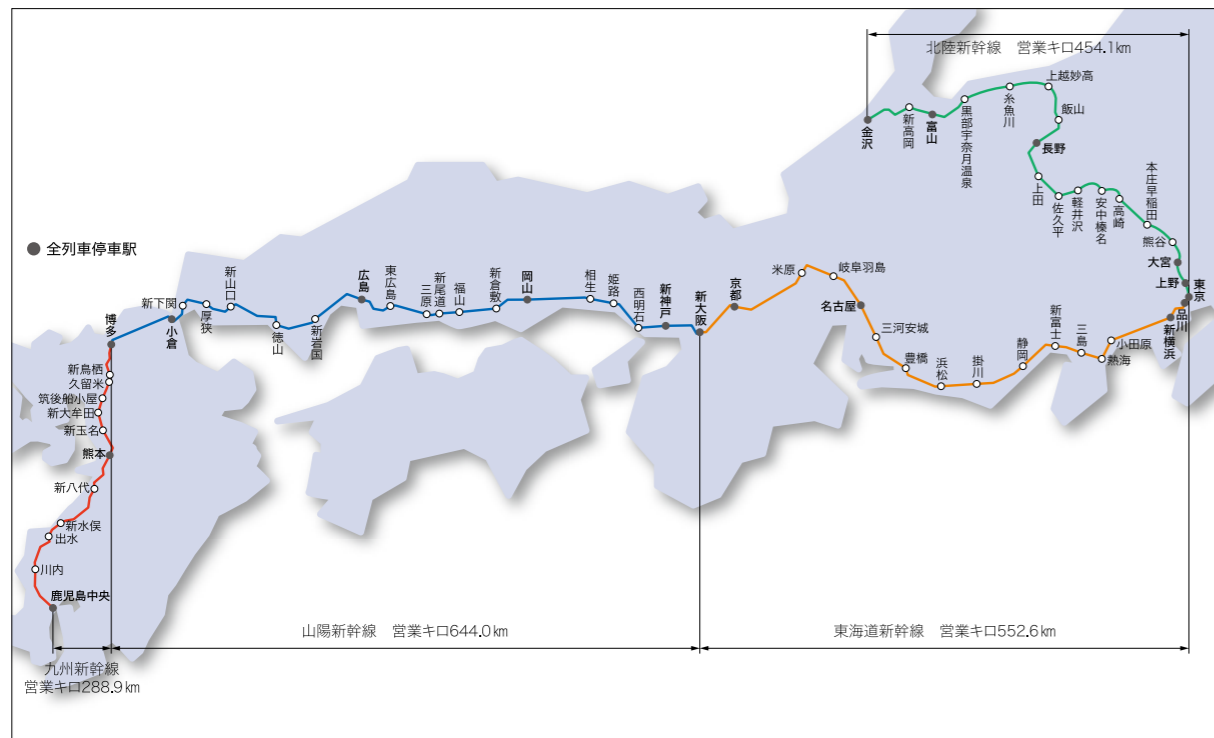 北陸新幹線　営業キロ454.1km
金沢
新高岡
富山
黒部宇奈月温泉
糸魚川
上越妙高
飯山
長野
上田
佐久平
軽井沢
安中榛名
高崎
本庄早稲田
熊谷
大宮
上野
東京
品川
新横浜
小田原
熱海
三島
新富士
静岡
掛川
浜松
豊橋
三河安城
名古屋
岐阜羽島
米原
京都
新大阪
新神戸
西明石
姫路
相生
岡山
新倉敷
福山
新尾道
三原
東広島
広島
新岩国
徳山
新山口
厚狭
新下関
小倉
博多
● 全列車停車駅
新鳥栖
久留米
筑後船小屋
新大牟田
新玉名
熊本
新八代
新水俣
出水
川内
鹿児島中央
九州新幹線
営業キロ288.9km
山陽新幹線　営業キロ644.0km
東海道新幹線　営業キロ552.6km